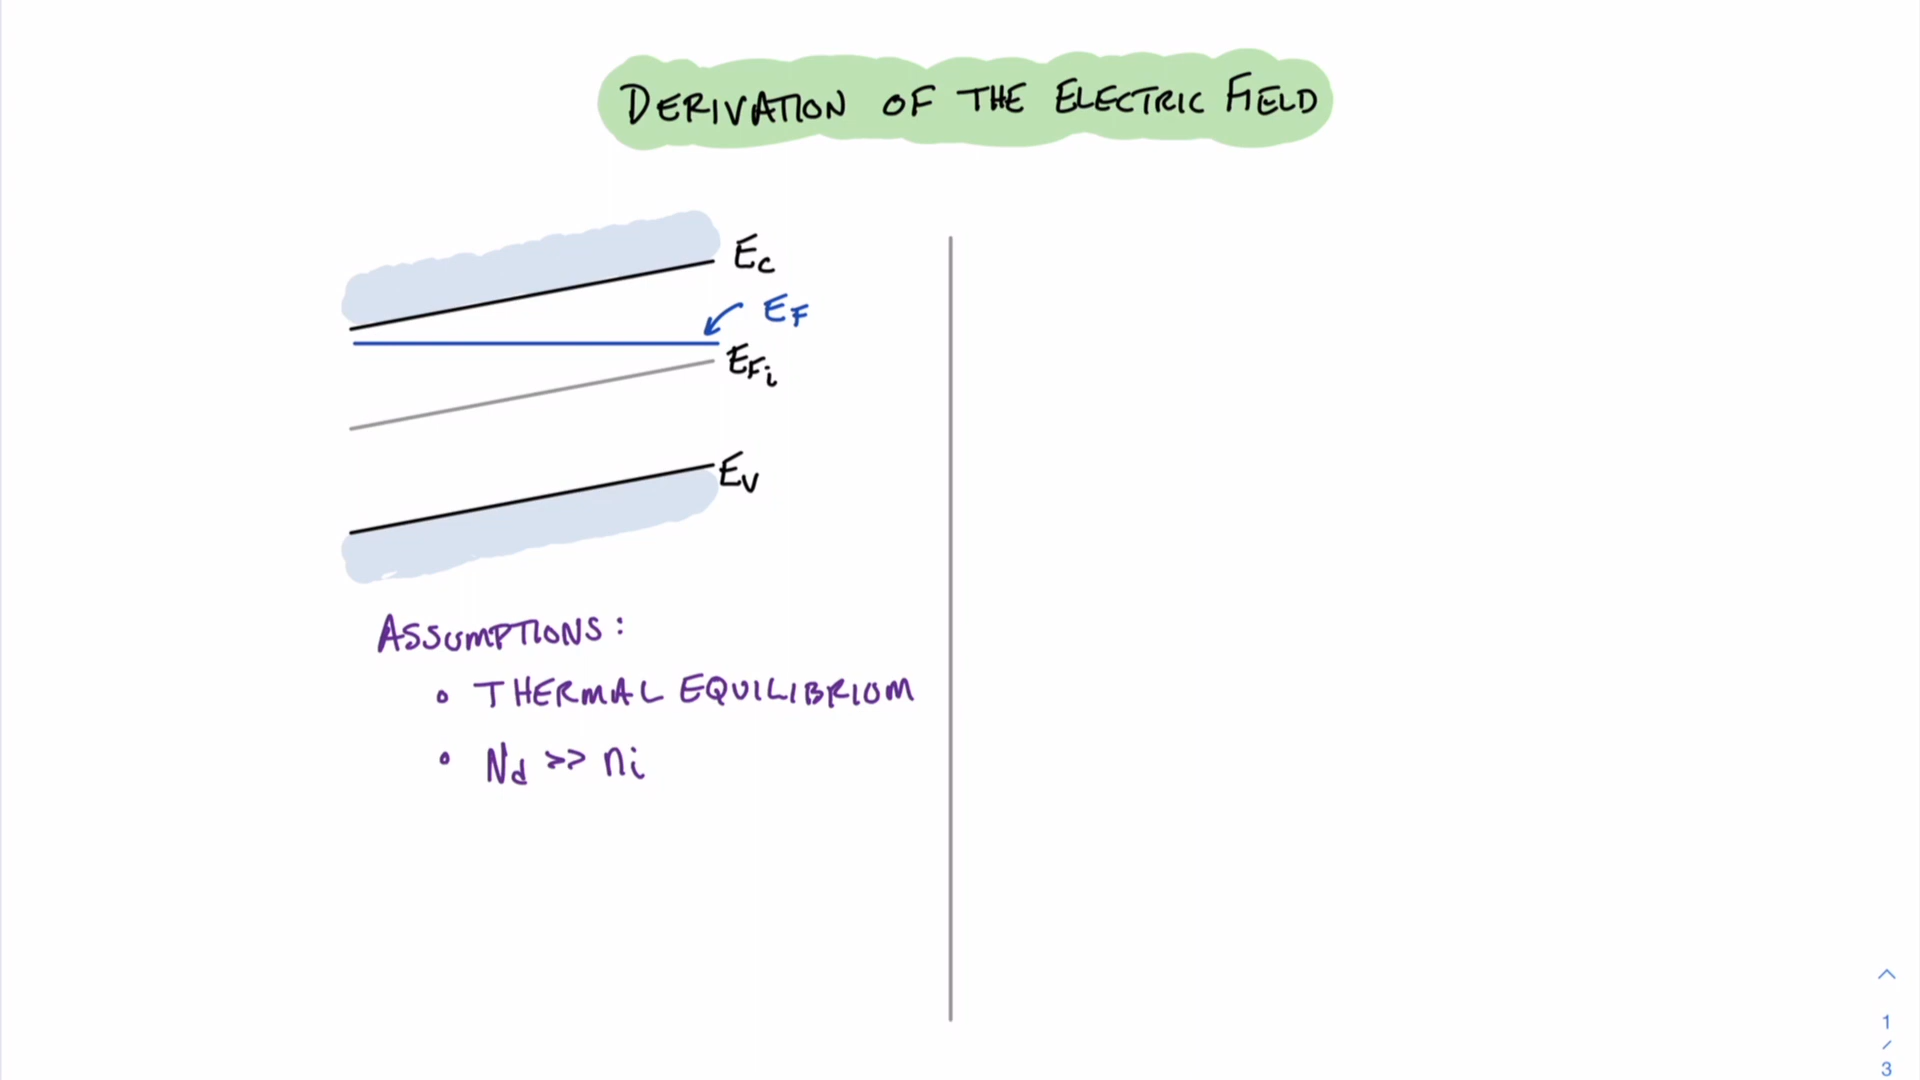 DERIVATION OF THE ELECTRIC FIELD
Ec
EF
EFi
Ev
ASSUMPTIONS:
• THERMAL EQUILIBRIUM
• Nd >> ni
1
/
3